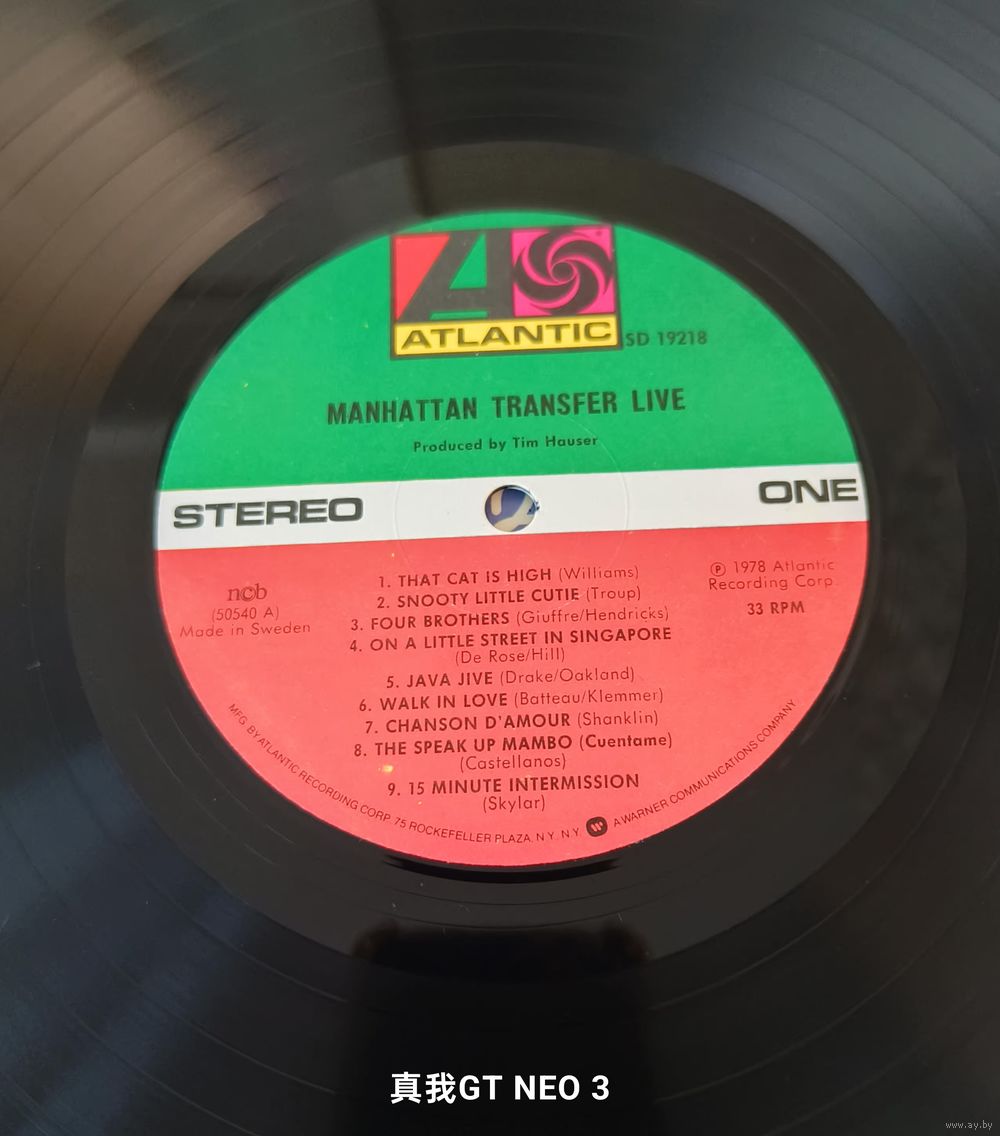 ATLANTIC
SD 19218
MANHATTAN TRANSFER LIVE
Produced by Tim Hauser
STEREO
ONE
ncb
(50540 A)
Made in Sweden
℗ 1978 Atlantic
Recording Corp.
33 RPM
1. THAT CAT iS HIGH (Williams)
2. SNOOTY LITTLE CUTIE (Troup)
3. FOUR BROTHERS (Giuffre/Hendricks)
4. ON A LITTLE STREET IN SINGAPORE
(De Rose/Hill)
5. JAVA JIVE (Drake/Oakland)
6. WALK IN LOVE (Batteau/Klemmer)
7. CHANSON D'AMOUR (Shanklin)
8. THE SPEAK UP MAMBO (Cuentame)
(Castellanos)
9. 15 MINUTE INTERMISSION
(Skylar)
MFG BY ATLANTIC RECORDING CORP. 75 ROCKEFELLER PLAZA, N.Y. N.Y. A WARNER COMMUNICATIONS COMPANY
真我GT NEO 3
www.ay.by